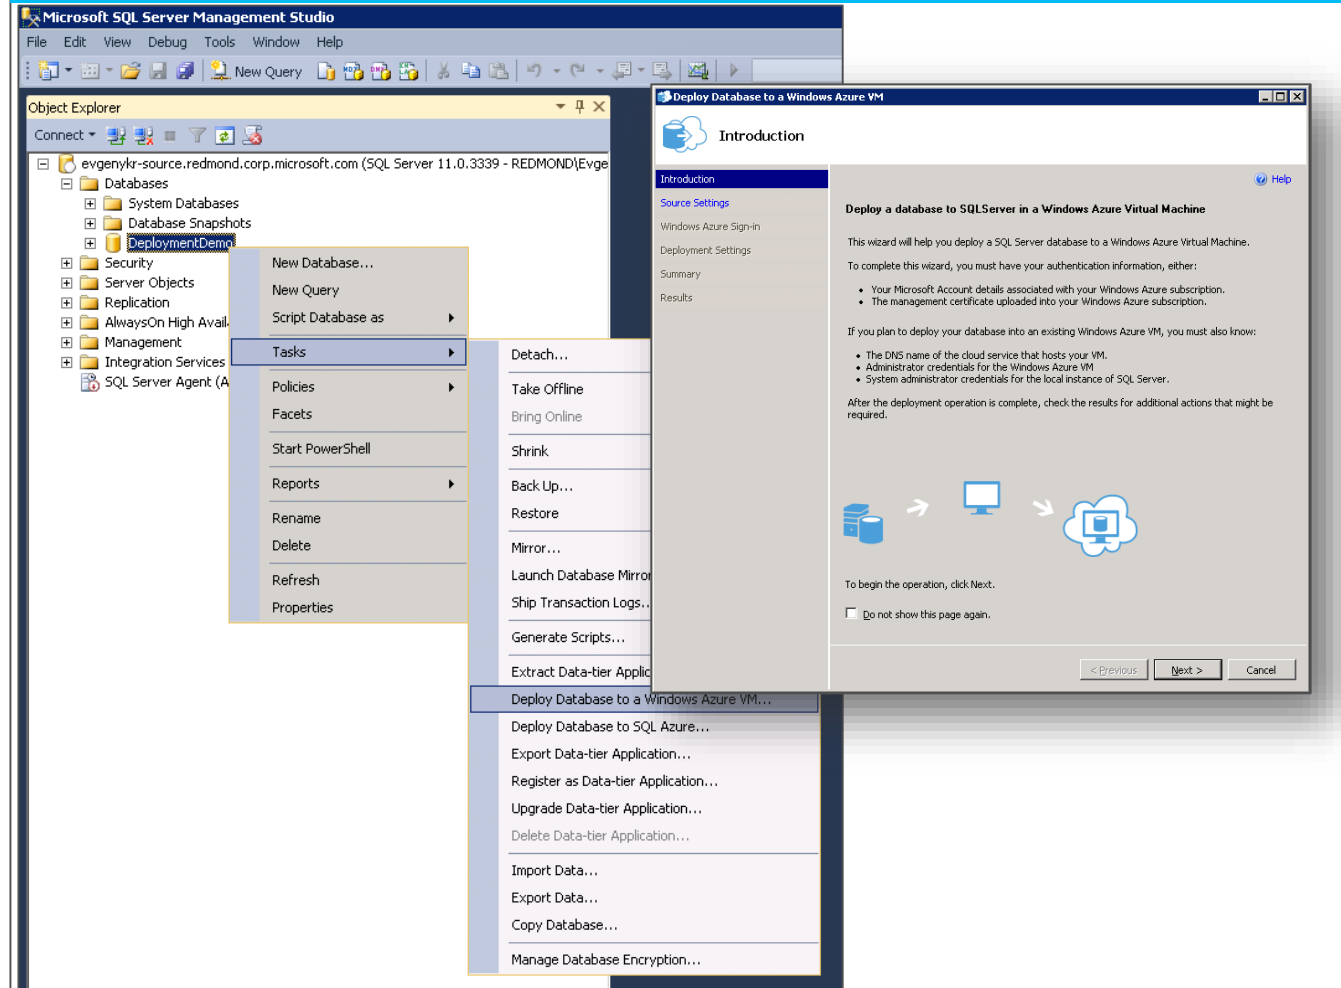 Microsoft SQL Server Management Studio
File Edit View Debug Tools Window Help
New Query
Object Explorer
Connect
evgenykr-source.redmond.corp.microsoft.com (SQL Server 11.0.3339 - REDMOND\Evge
Databases
System Databases
Database Snapshots
DeploymentDemo
Security
Server Objects
Replication
AlwaysOn High Avail
Management
Integration Services
SQL Server Agent (A
New Database...
New Query
Script Database as
Tasks
Policies
Facets
Start PowerShell
Reports
Rename
Delete
Refresh
Properties
Detach...
Take Offline
Bring Online
Shrink
Back Up...
Restore
Mirror...
Launch Database Mirror
Ship Transaction Logs..
Generate Scripts...
Extract Data-tier Applic
Deploy Database to a Windows Azure VM...
Deploy Database to SQL Azure...
Export Data-tier Application...
Register as Data-tier Application...
Upgrade Data-tier Application...
Delete Data-tier Application...
Import Data...
Export Data...
Copy Database...
Manage Database Encryption...
Deploy Database to a Windows Azure VM
Introduction
Introduction
Source Settings
Windows Azure Sign-in
Deployment Settings
Summary
Results
Help
Deploy a database to SQLServer in a Windows Azure Virtual Machine
This wizard will help you deploy a SQL Server database to a Windows Azure Virtual Machine.
To complete this wizard, you must have your authentication information, either:
• Your Microsoft Account details associated with your Windows Azure subscription.
• The management certificate uploaded into your Windows Azure subscription.
If you plan to deploy your database into an existing Windows Azure VM, you must also know:
• The DNS name of the cloud service that hosts your VM.
• Administrator credentials for the Windows Azure VM
• System administrator credentials for the local instance of SQL Server.
After the deployment operation is complete, check the results for additional actions that might be
required.
To begin the operation, click Next.
Do not show this page again.
< Previous Next > Cancel